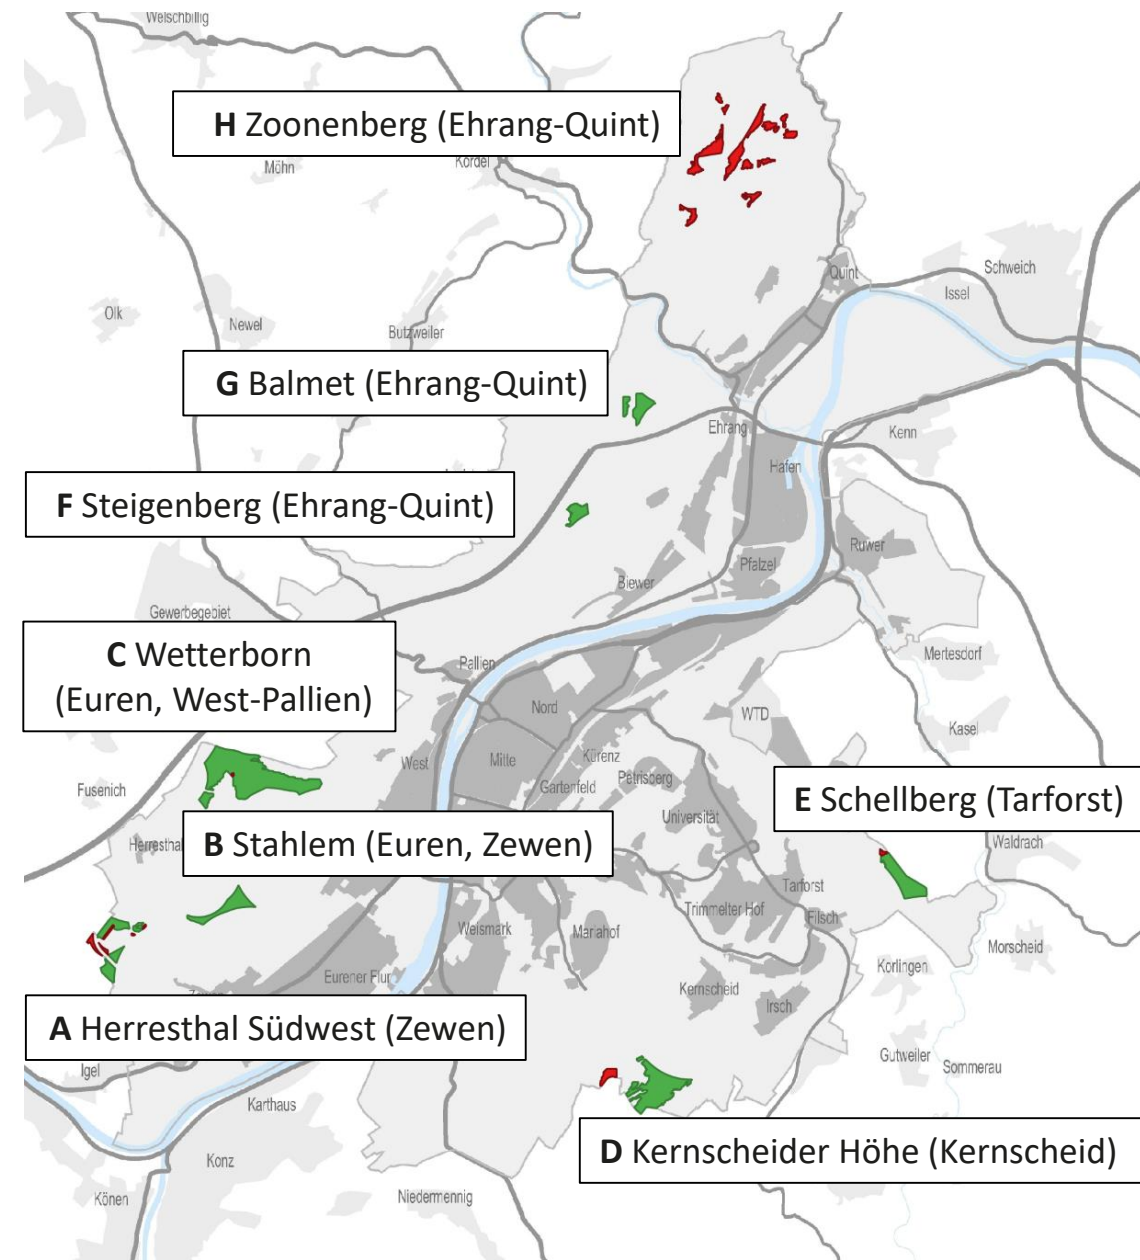 Welschbillig
H Zoonenberg (Ehrang-Quint)
Möhn
Kordel
Quint
Schweich
Issel
Olk
Newel
Butzweiler
G Balmet (Ehrang-Quint)
Ehrang
Kenn
Hafen
F Steigenberg (Ehrang-Quint)
Ruwer
Pfalzel
Biewer
Gewerbegebiet
C Wetterborn
(Euren, West-Pallien)
Pallien
Mertesdorf
Nord
WTD
Kasel
West
Mitte
Kürenz
Petrisberg
Gartenfeld
Fusenich
E Schellberg (Tarforst)
Universität
B Stahlem (Euren, Zewen)
Herresthal
Waldrach
Tarforst
Trimmelter Hof
Filsch
Weismark
Mariahof
Morscheid
Korlingen
Eurener Flur
Kernscheid
Irsch
A Herresthal Südwest (Zewen)
Gutweiler
Sommerau
Igel
Karthaus
D Kernscheider Höhe (Kernscheid)
Konz
Könen
Niedermennig